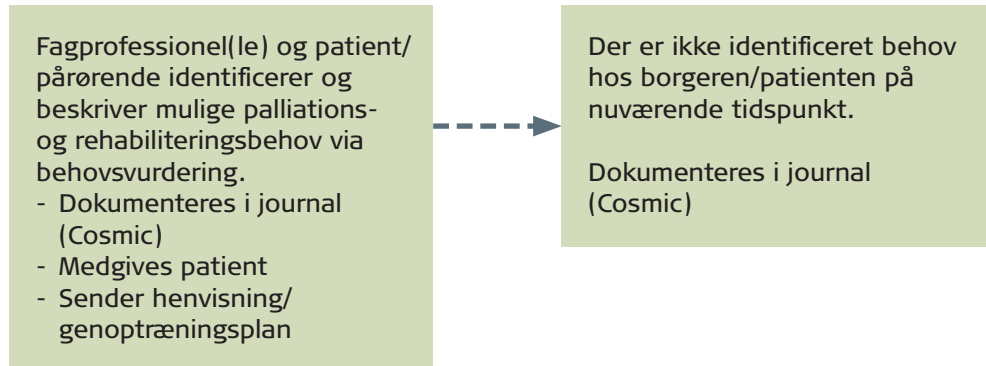 Fagprofessionel(le) og patient/
pårørende identificerer og
beskriver mulige palliations-
og rehabiliteringsbehov via
behovsvurdering.
- Dokumenteres i journal
(Cosmic)
- Medgives patient
- Sender henvisning/
genoptræningsplan
Der er ikke identificeret behov
hos borgeren/patienten på
nuværende tidspunkt.
Dokumenteres i journal
(Cosmic)